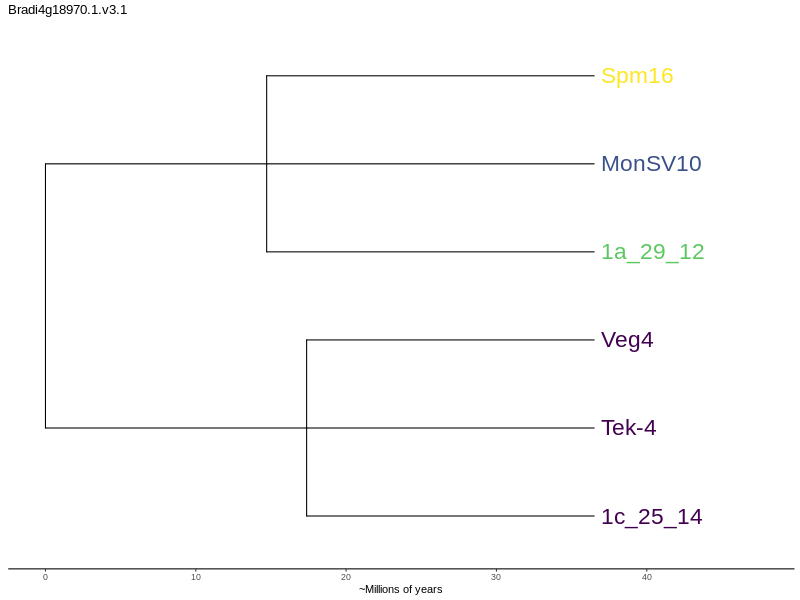 Bradi4g18970.1.v3.1
Spm16
MonSV10
1a_29_12
Veg4
Tek-4
1c_25_14
0 10 20 30 40
~Millions of years